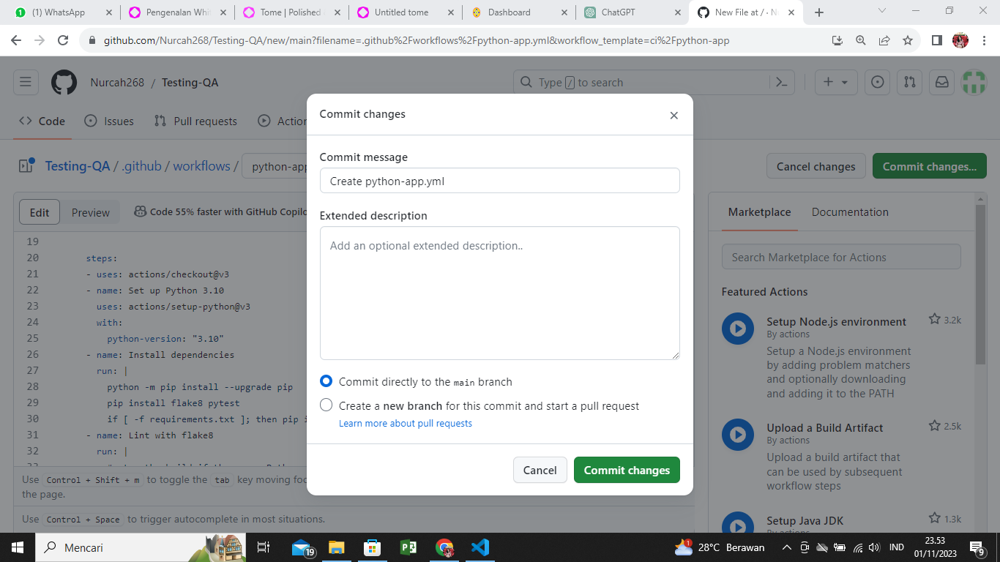 1 (1) WhatsApp
Pengenalan Whi
Tome | Polished
Untitled tome
Dashboard
ChatGPT
New File at / · N
github.com/Nurcah268/Testing-QA/new/main?filename=.github%2Fworkflows%2Fpython-app.yml&workflow_template=ci%2Fpython-app
Nurcah268 / Testing-QA
Type / to search
Code
Issues
Pull requests
Action
Testing-QA / .github / workflows / python-app
Cancel changes
Commit changes...
Edit
Preview
Code 55% faster with GitHub Copilo
19
20 steps:
21 - uses: actions/checkout@v3
22 - name: Set up Python 3.10
23 uses: actions/setup-python@v3
24 with:
25 python-version: "3.10"
26 - name: Install dependencies
27 run: |
28 python -m pip install --upgrade pip
29 pip install flake8 pytest
30 if [ -f requirements.txt ]; then pip i
31 - name: Lint with flake8
32 run: |
Use Control + Shift + m to toggle the tab key moving foc
the page.
Use Control + Space to trigger autocomplete in most situations.
Commit changes
Commit message
Create python-app.yml
Extended description
Add an optional extended description..
Commit directly to the main branch
Create a new branch for this commit and start a pull request
Learn more about pull requests
Cancel
Commit changes
Marketplace
Documentation
Search Marketplace for Actions
Featured Actions
Setup Node.js environment
3.2k
By actions
Setup a Node.js environment
by adding problem matchers
and optionally downloading
and adding it to the PATH
Upload a Build Artifact
2.5k
By actions
Upload a build artifact that
can be used by subsequent
workflow steps
Setup Java JDK
1.3k
By actions
Mencari
19
1
28°C Berawan
IND
23.53
01/11/2023
9